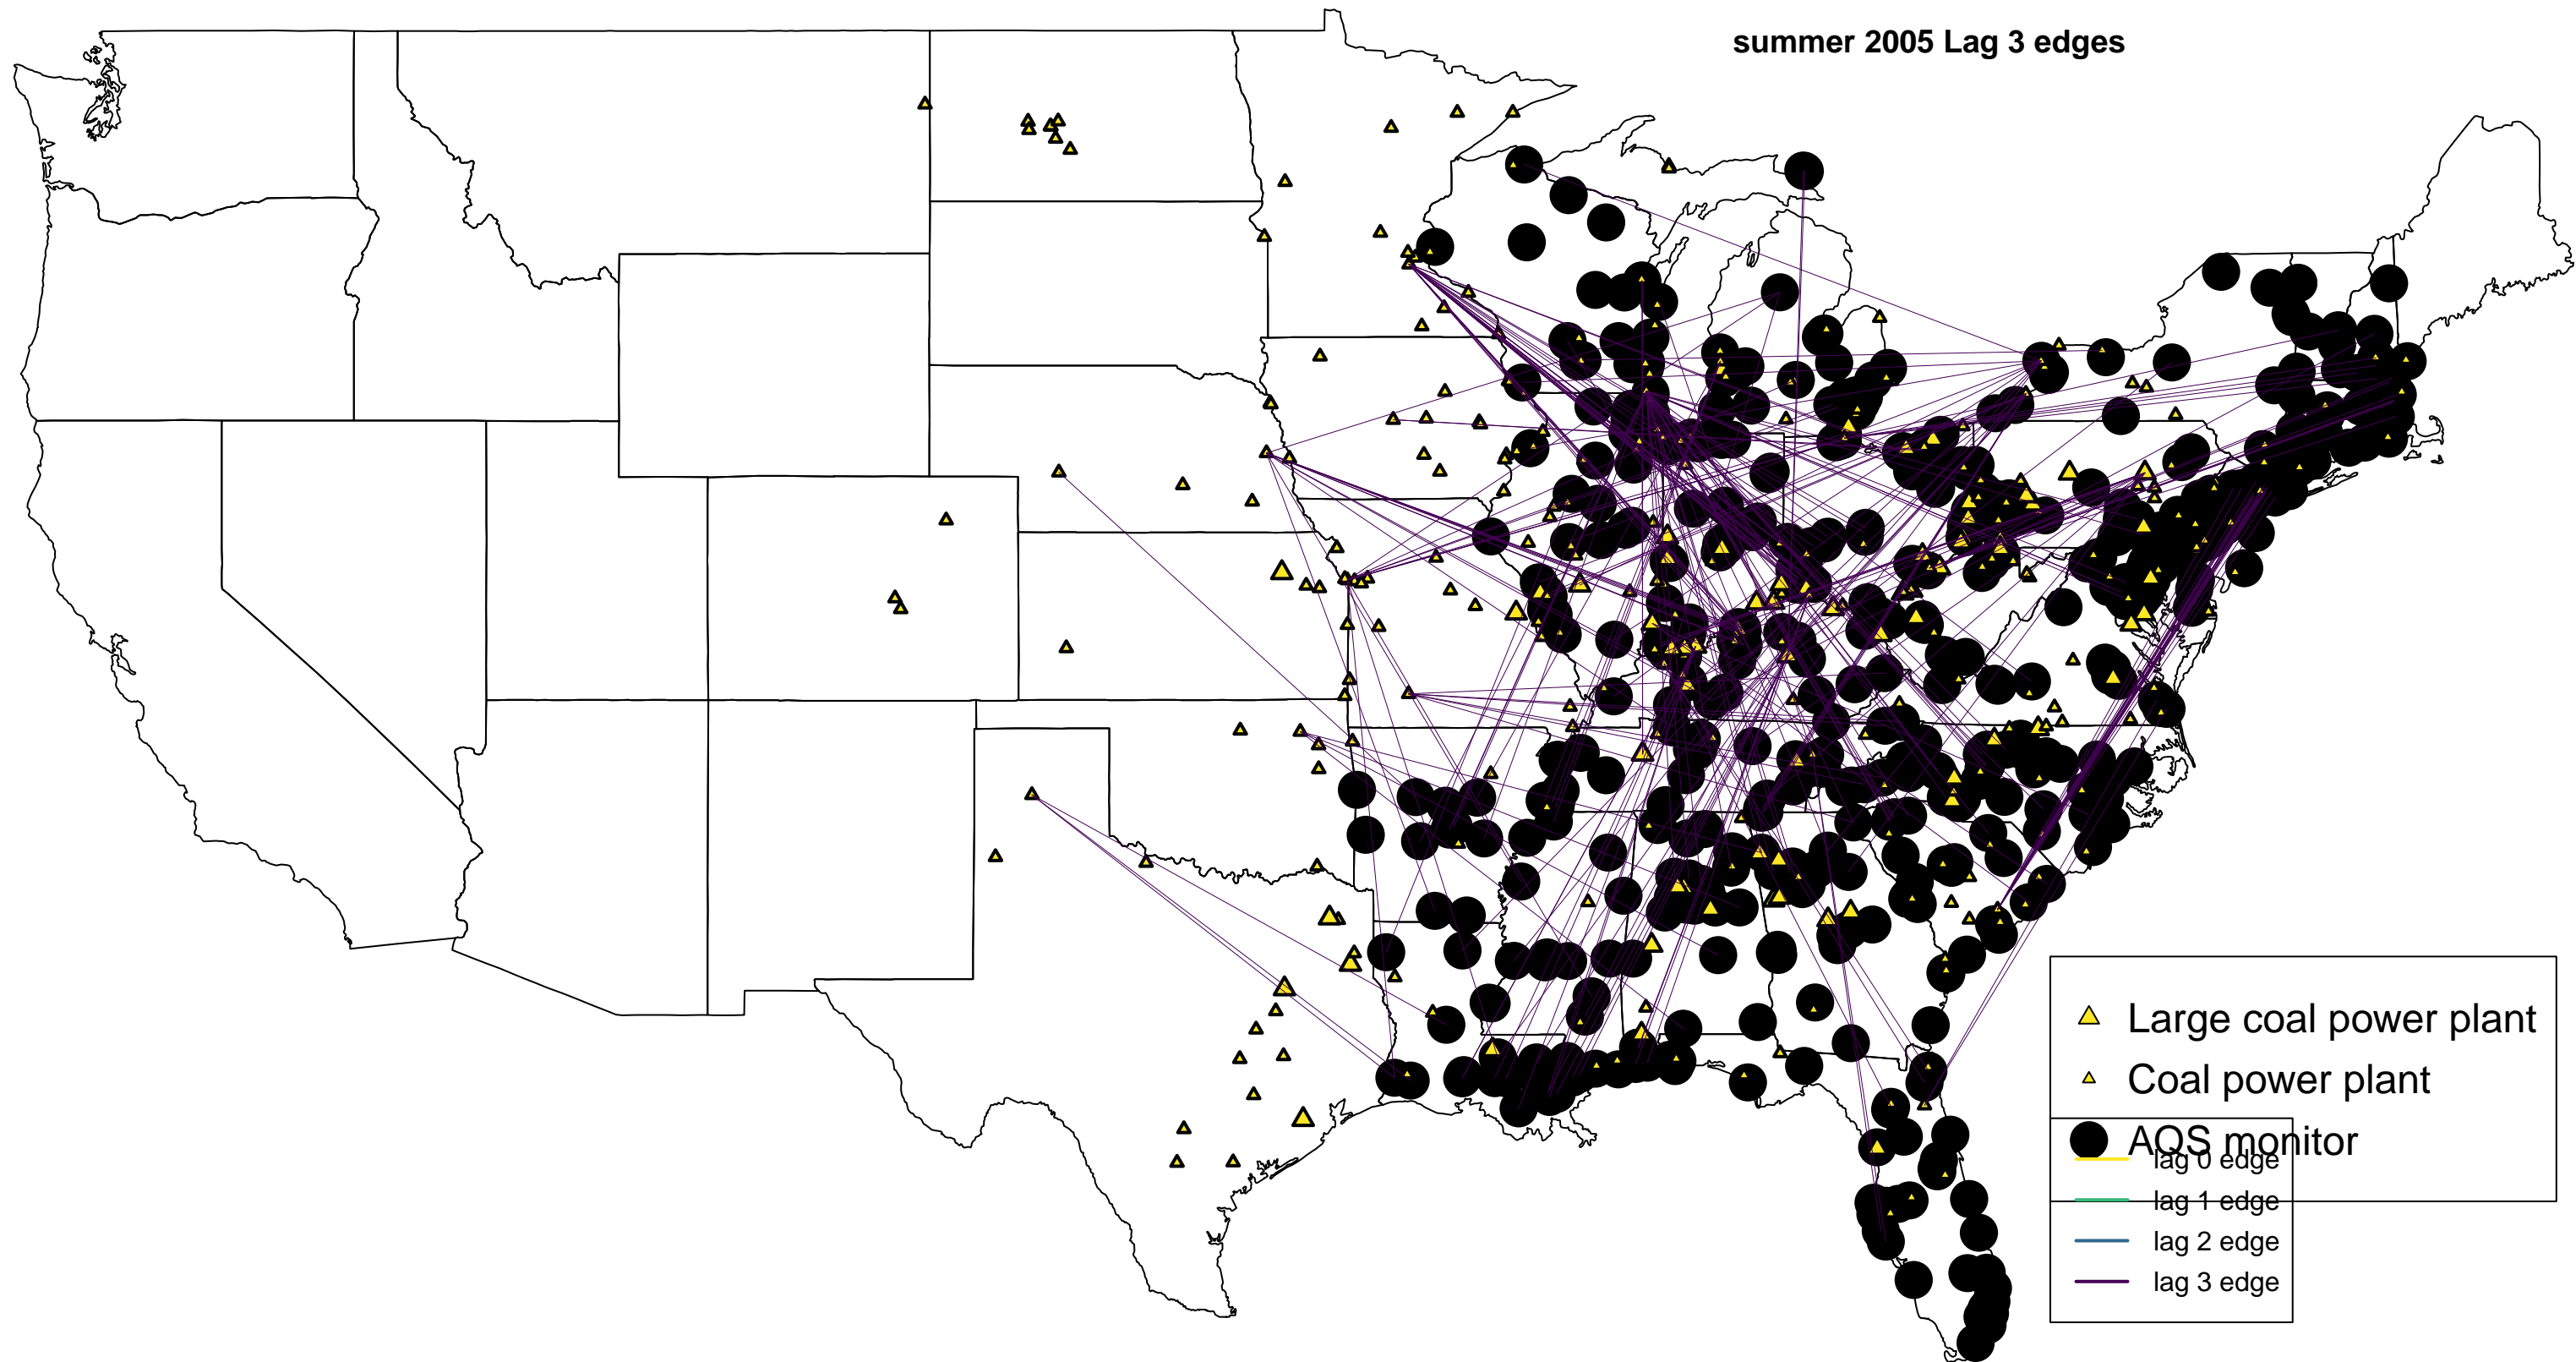 summer 2005 Lag 3 edges
Large coal power plant
Coal power plant
AQS monitor
lag 0 edge
lag 1 edge
lag 2 edge
lag 3 edge